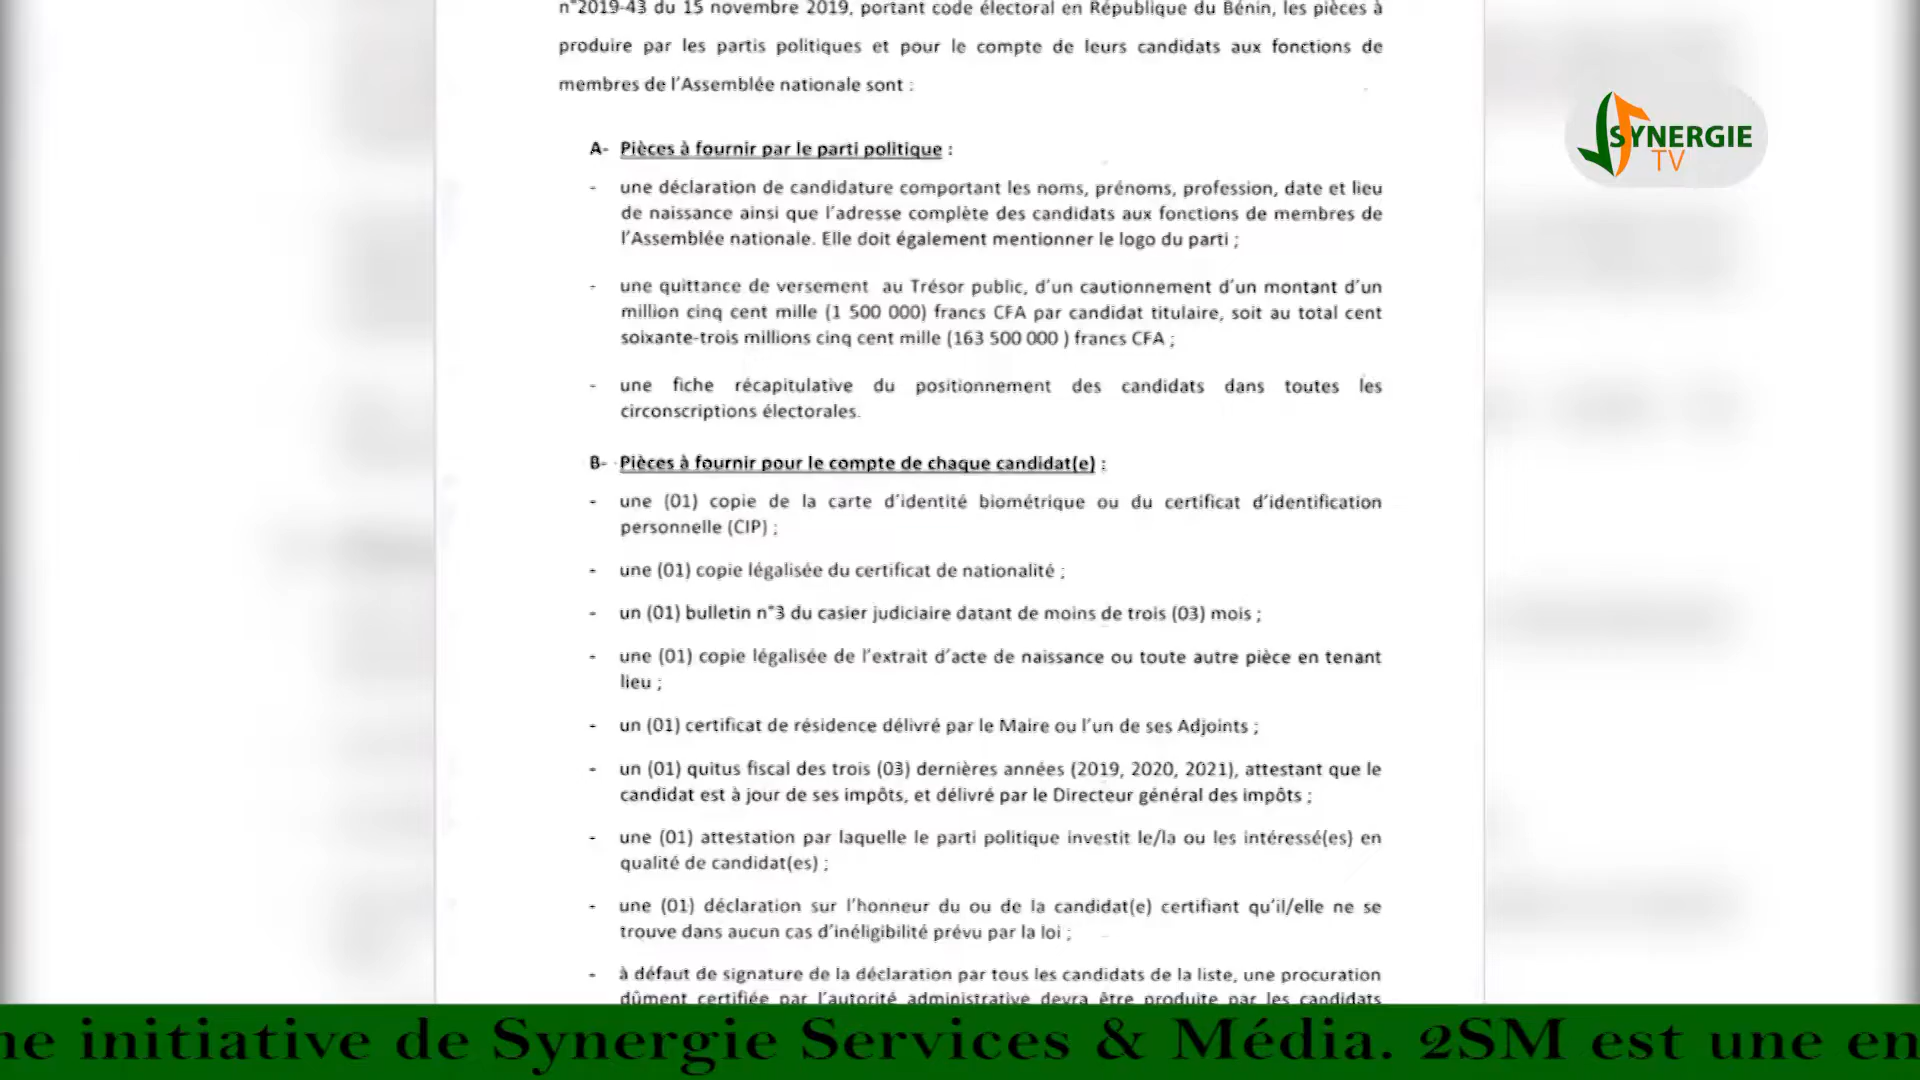 n°2019-43 du 15 novembre 2019, portant code électoral en République du Bénin, les pièces à
produire par les partis politiques et pour le compte de leurs candidats aux fonctions de
membres de l'Assemblée nationale sont :
SYNERGIE
TV
A- Pièces à fournir par le parti politique :
- une déclaration de candidature comportant les noms, prénoms, profession, date et lieu
de naissance ainsi que l'adresse complète des candidats aux fonctions de membres de
l'Assemblée nationale. Elle doit également mentionner le logo du parti ;
- une quittance de versement au Trésor public, d'un cautionnement d'un montant d'un
million cinq cent mille (1 500 000) francs CFA par candidat titulaire, soit au total cent
soixante-trois millions cinq cent mille (163 500 000 ) francs CFA ;
- une fiche récapitulative du positionnement des candidats dans toutes les
circonscriptions électorales.
B- Pièces à fournir pour le compte de chaque candidat(e) :
- une (01) copie de la carte d'identité biométrique ou du certificat d'identification
personnelle (CIP) ;
- une (01) copie légalisée du certificat de nationalité ;
- un (01) bulletin n°3 du casier judiciaire datant de moins de trois (03) mois ;
- une (01) copie légalisée de l'extrait d'acte de naissance ou toute autre pièce en tenant
lieu ;
- un (01) certificat de résidence délivré par le Maire ou l'un de ses Adjoints ;
- un (01) quitus fiscal des trois (03) dernières années (2019, 2020, 2021), attestant que le
candidat est à jour de ses impôts, et délivré par le Directeur général des impôts ;
- une (01) attestation par laquelle le parti politique investit le/la ou les intéressé(es) en
qualité de candidat(es) ;
- une (01) déclaration sur l'honneur du ou de la candidat(e) certifiant qu'il/elle ne se
trouve dans aucun cas d'inéligibilité prévu par la loi ;
- à défaut de signature de la déclaration par tous les candidats de la liste, une procuration
dûment certifiée par l'autorité administrative devra être produite par les candidats
ne initiative de Synergie Services & Média. 2SM est une en